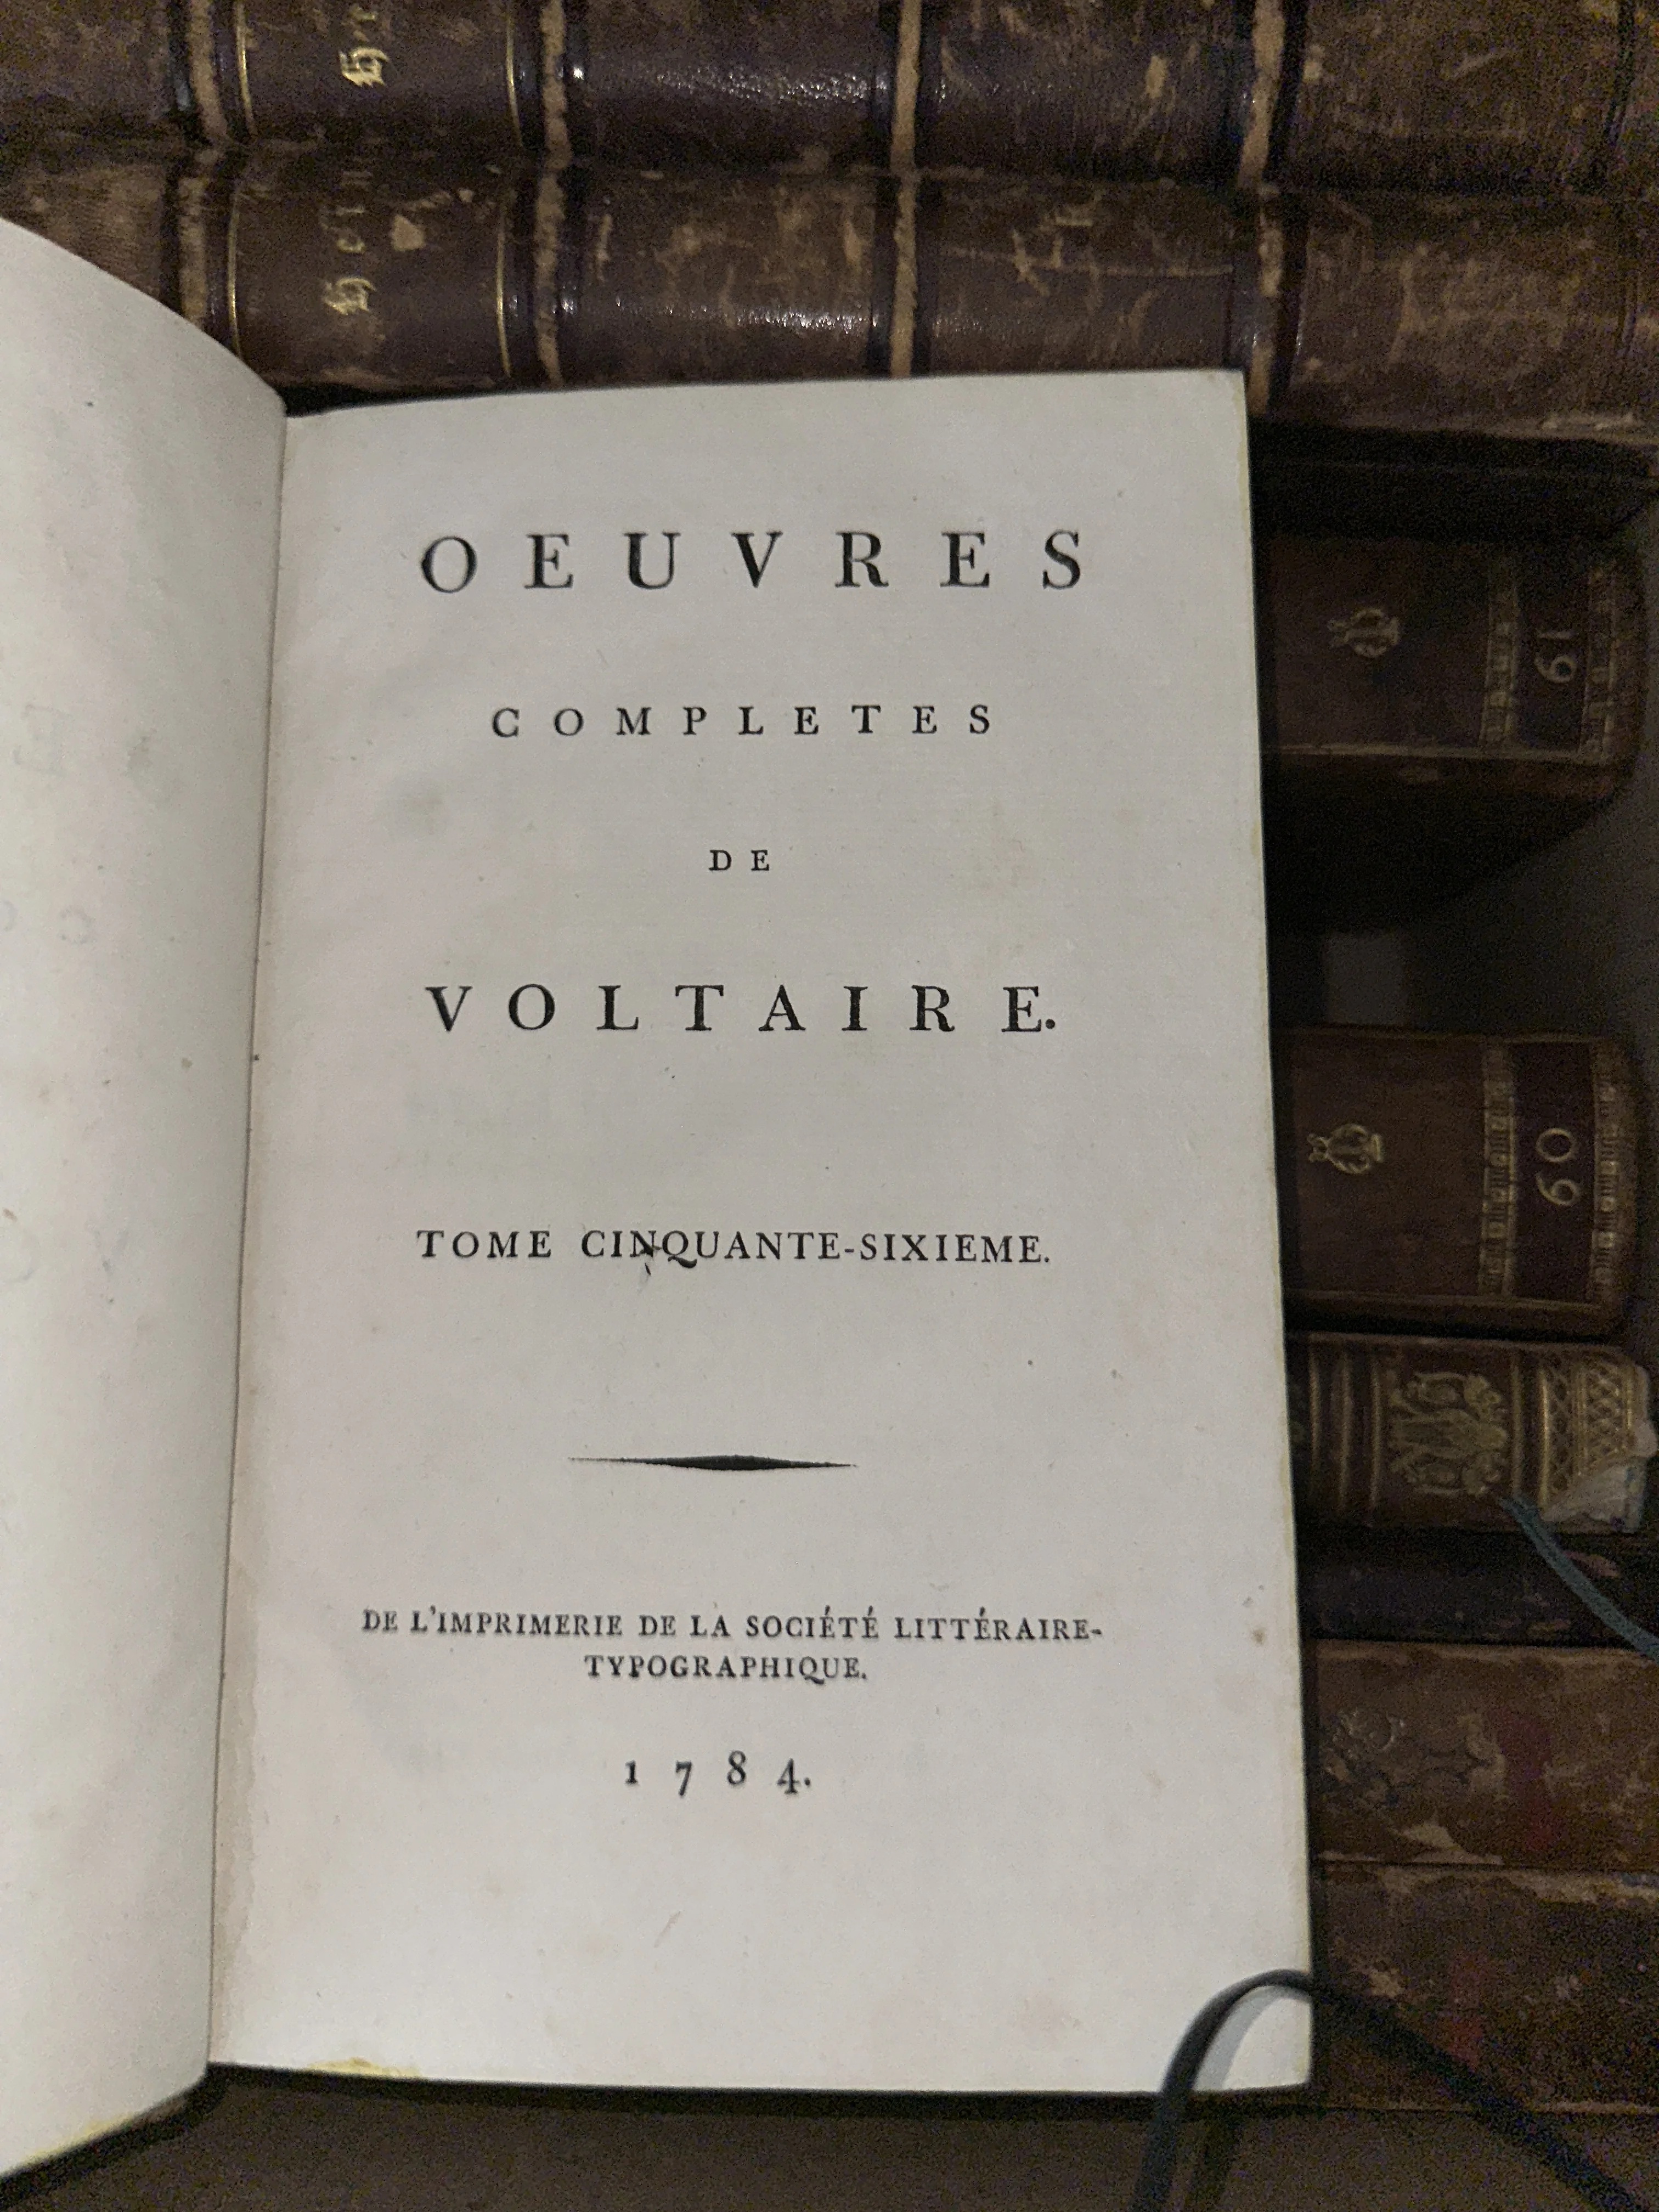 OEUVRES
COMPLETES
DE
VOLTAIRE.
TOME CINQUANTE-SIXIEME.
DE L'IMPRIMERIE DE LA SOCIÉTÉ LITTÉRAIRE-
TYPOGRAPHIQUE.
1784.
61
60